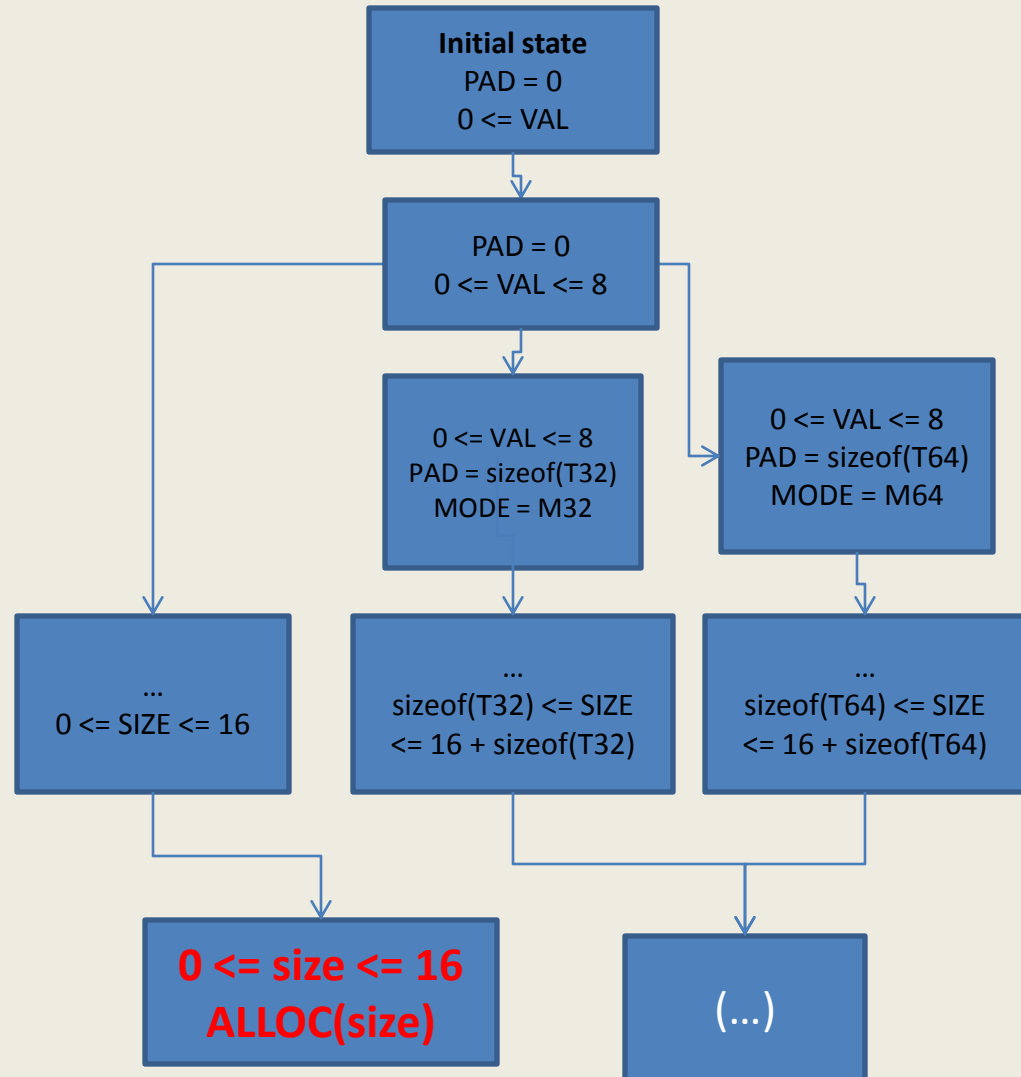 Initial state
PAD = 0
0 <= VAL
PAD = 0
0 <= VAL <= 8
0 <= VAL <= 8
PAD = sizeof(T32)
MODE = M32
0 <= VAL <= 8
PAD = sizeof(T64)
MODE = M64
...
0 <= SIZE <= 16
...
sizeof(T32) <= SIZE
<= 16 + sizeof(T32)
...
sizeof(T64) <= SIZE
<= 16 + sizeof(T64)
0 <= size <= 16
ALLOC(size)
(...)